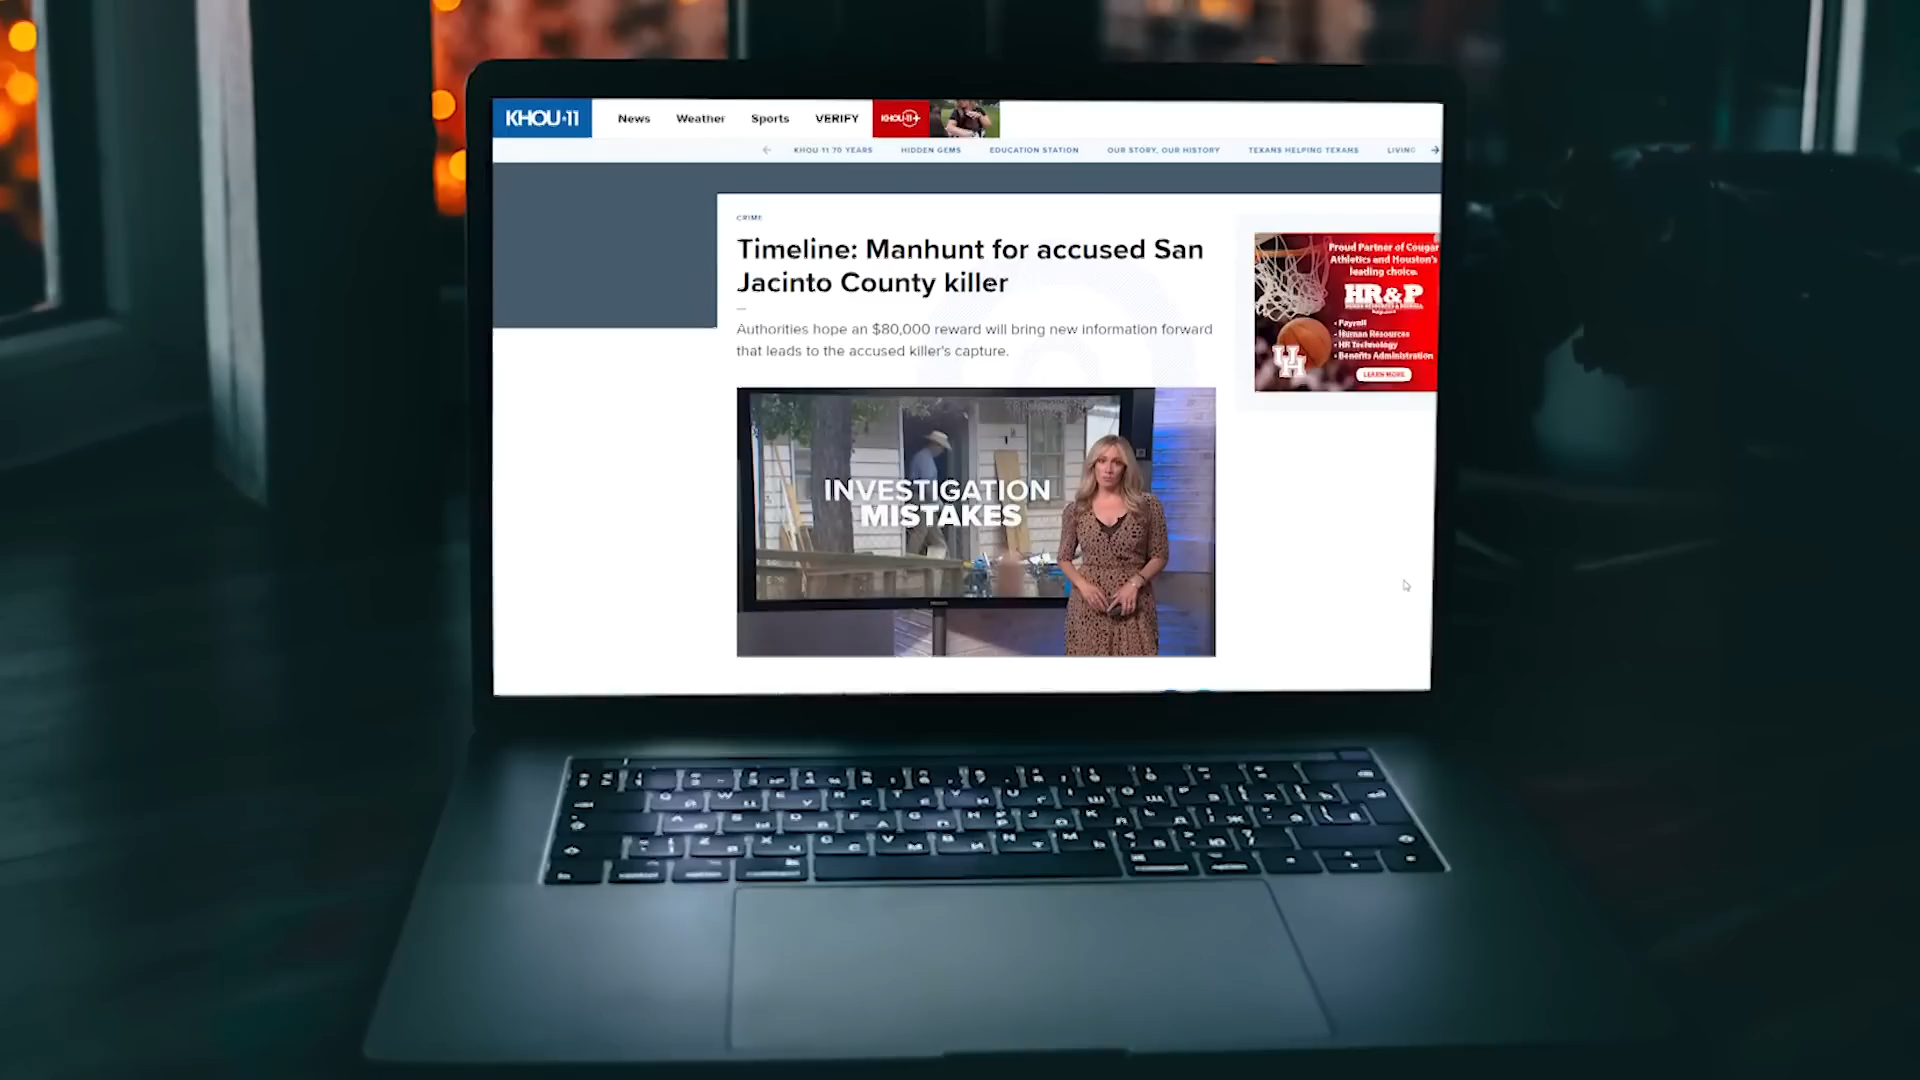 KHOU 11
News
Weather
Sports
VERIFY
KHOU 11+
KHOU 11 70 YEARS
HIDDEN GEMS
EDUCATION STATION
OUR STORY, OUR HISTORY
TEXANS HELPING TEXANS
LIVING
CRIME
Timeline: Manhunt for accused San
Jacinto County killer
Authorities hope an $80,000 reward will bring new information forward
that leads to the accused killer's capture.
Proud Partner of Cougar
Athletics and Houston's
leading choice.
HR&P
• Payroll
• Human Resources
• HR Technology
• Benefits Administration
LEARN MORE
UH
INVESTIGATION
MISTAKES